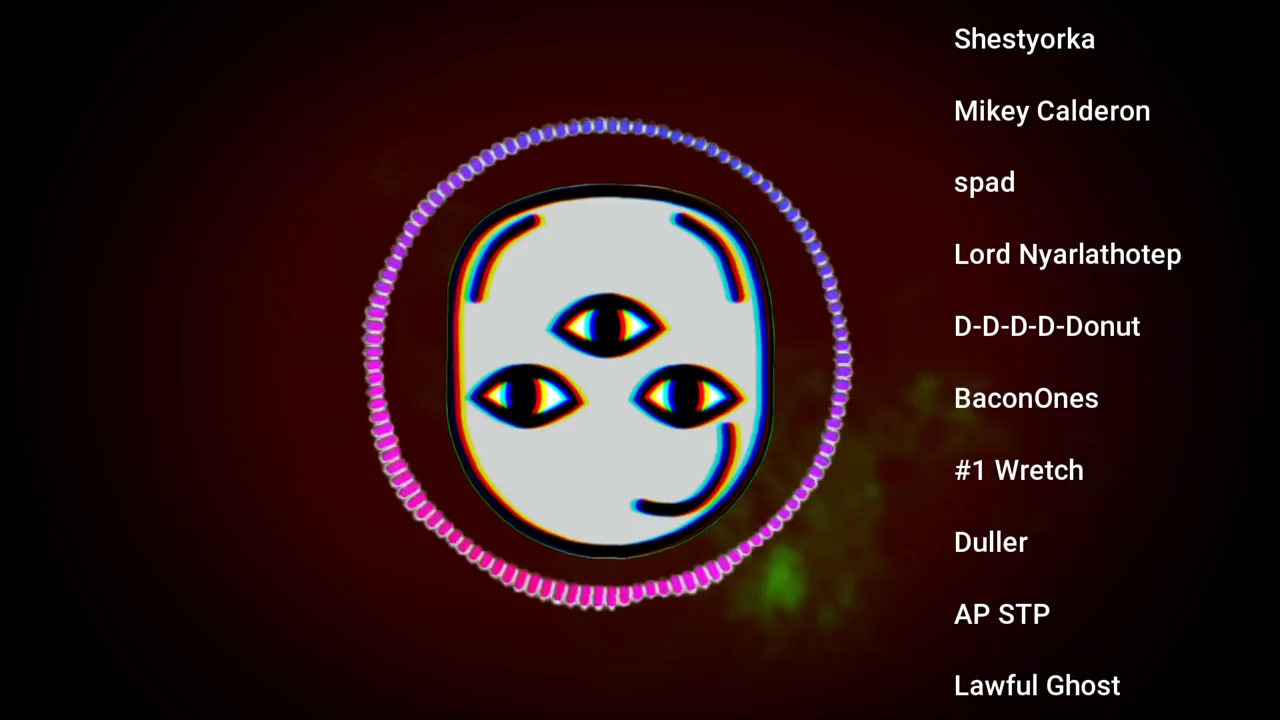 Shestyorka
Mikey Calderon
spad
Lord Nyarlathotep
D-D-D-D-Donut
BaconOnes
#1 Wretch
Duller
AP STP
Lawful Ghost